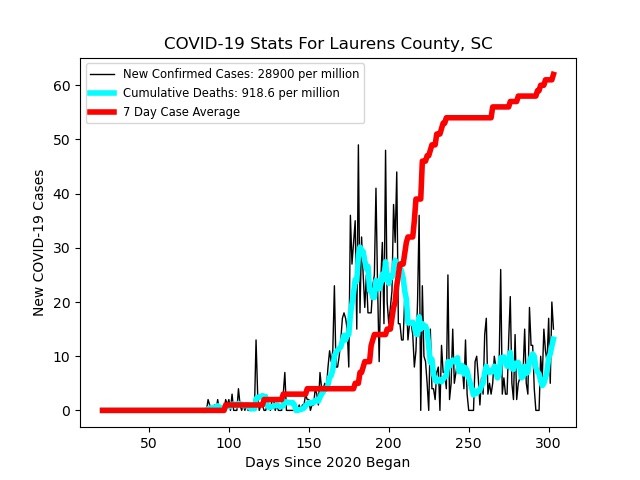 COVID-19 Stats For Laurens County, SC
New Confirmed Cases: 28900 per million
Cumulative Deaths: 918.6 per million
7 Day Case Average
60
50
40
30
20
10
0
New COVID-19 Cases
50 100 150 200 250 300
Days Since 2020 Began